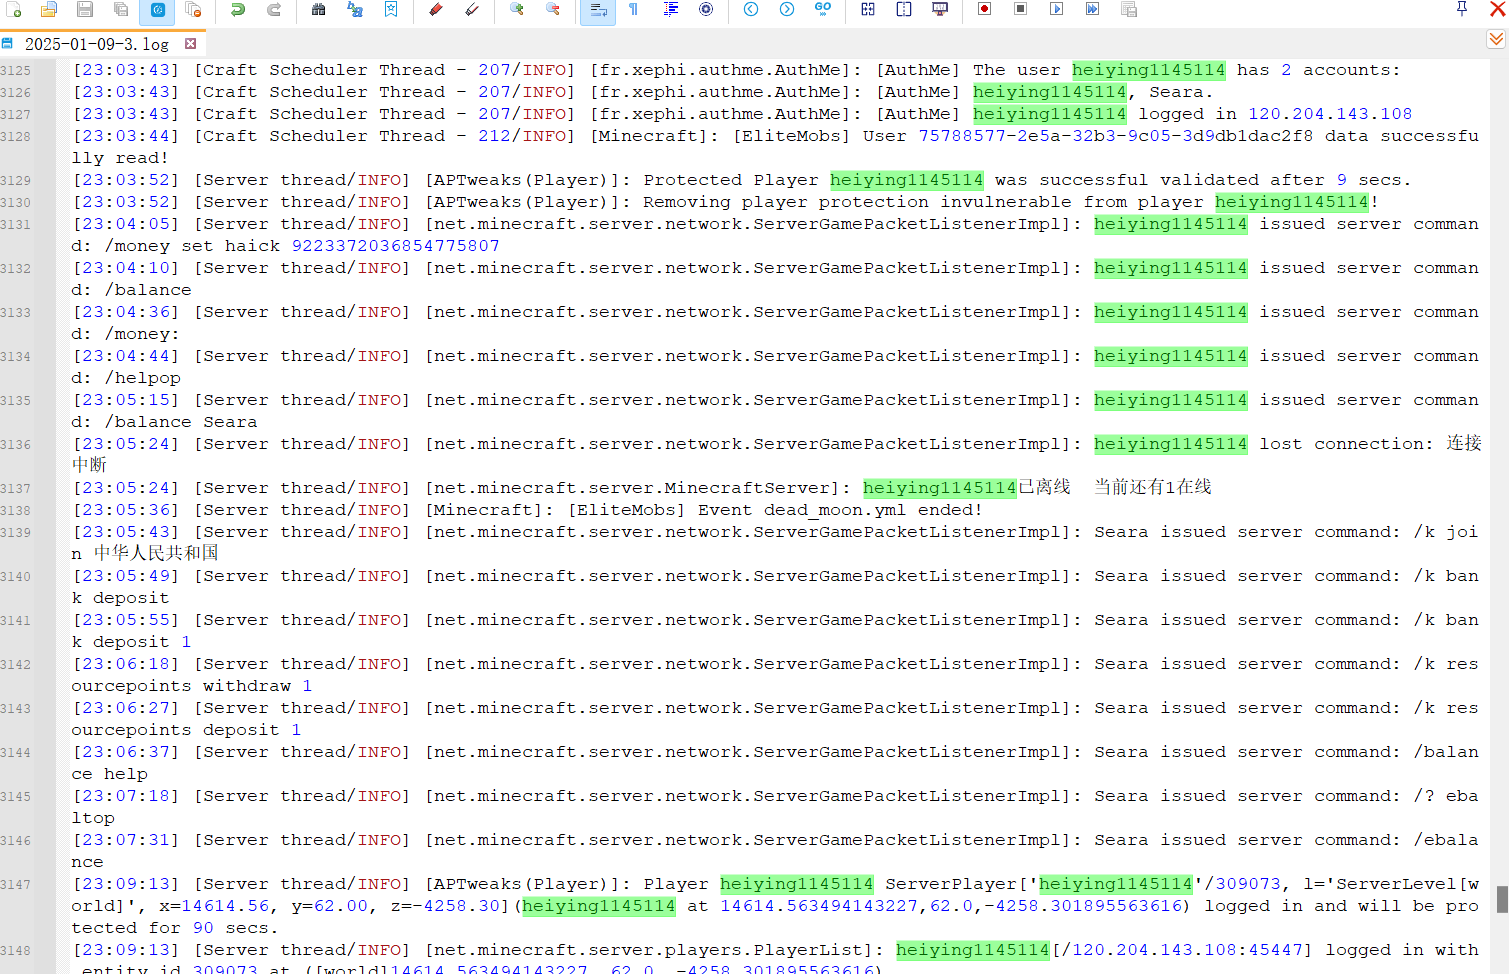 GO
2025-01-09-3.log
3125 [23:03:43] [Craft Scheduler Thread - 207/INFO] [fr.xephi.authme.AuthMe]: [AuthMe] The user heiying1145114 has 2 accounts:
3126 [23:03:43] [Craft Scheduler Thread - 207/INFO] [fr.xephi.authme.AuthMe]: [AuthMe] heiying1145114, Seara.
3127 [23:03:43] [Craft Scheduler Thread - 207/INFO] [fr.xephi.authme.AuthMe]: [AuthMe] heiying1145114 logged in 120.204.143.108
3128 [23:03:44] [Craft Scheduler Thread - 212/INFO] [Minecraft]: [EliteMobs] User 75788577-2e5a-32b3-9c05-3d9db1dac2f8 data successfu
lly read!
3129 [23:03:52] [Server thread/INFO] [APTweaks(Player)]: Protected Player heiying1145114 was successful validated after 9 secs.
3130 [23:03:52] [Server thread/INFO] [APTweaks(Player)]: Removing player protection invulnerable from player heiying1145114!
3131 [23:04:05] [Server thread/INFO] [net.minecraft.server.network.ServerGamePacketListenerImpl]: heiying1145114 issued server comman
d: /money set haick 9223372036854775807
3132 [23:04:10] [Server thread/INFO] [net.minecraft.server.network.ServerGamePacketListenerImpl]: heiying1145114 issued server comman
d: /balance
3133 [23:04:36] [Server thread/INFO] [net.minecraft.server.network.ServerGamePacketListenerImpl]: heiying1145114 issued server comman
d: /money:
3134 [23:04:44] [Server thread/INFO] [net.minecraft.server.network.ServerGamePacketListenerImpl]: heiying1145114 issued server comman
d: /helpop
3135 [23:05:15] [Server thread/INFO] [net.minecraft.server.network.ServerGamePacketListenerImpl]: heiying1145114 issued server comman
d: /balance Seara
3136 [23:05:24] [Server thread/INFO] [net.minecraft.server.network.ServerGamePacketListenerImpl]: heiying1145114 lost connection: 连接
中断
3137 [23:05:24] [Server thread/INFO] [net.minecraft.server.MinecraftServer]: heiying1145114已离线 当前还有1在线
3138 [23:05:36] [Server thread/INFO] [Minecraft]: [EliteMobs] Event dead_moon.yml ended!
3139 [23:05:43] [Server thread/INFO] [net.minecraft.server.network.ServerGamePacketListenerImpl]: Seara issued server command: /k joi
n 中华人民共和国
3140 [23:05:49] [Server thread/INFO] [net.minecraft.server.network.ServerGamePacketListenerImpl]: Seara issued server command: /k ban
k deposit
3141 [23:05:55] [Server thread/INFO] [net.minecraft.server.network.ServerGamePacketListenerImpl]: Seara issued server command: /k ban
k deposit 1
3142 [23:06:18] [Server thread/INFO] [net.minecraft.server.network.ServerGamePacketListenerImpl]: Seara issued server command: /k res
ourcepoints withdraw 1
3143 [23:06:27] [Server thread/INFO] [net.minecraft.server.network.ServerGamePacketListenerImpl]: Seara issued server command: /k res
ourcepoints deposit 1
3144 [23:06:37] [Server thread/INFO] [net.minecraft.server.network.ServerGamePacketListenerImpl]: Seara issued server command: /balan
ce help
3145 [23:07:18] [Server thread/INFO] [net.minecraft.server.network.ServerGamePacketListenerImpl]: Seara issued server command: /? eba
ltop
3146 [23:07:31] [Server thread/INFO] [net.minecraft.server.network.ServerGamePacketListenerImpl]: Seara issued server command: /ebala
nce
3147 [23:09:13] [Server thread/INFO] [APTweaks(Player)]: Player heiying1145114 ServerPlayer['heiying1145114'/309073, l='ServerLevel[w
orld]', x=14614.56, y=62.00, z=-4258.30](heiying1145114 at 14614.563494143227,62.0,-4258.301895563616) logged in and will be pro
tected for 90 secs.
3148 [23:09:13] [Server thread/INFO] [net.minecraft.server.players.PlayerList]: heiying1145114[/120.204.143.108:45447] logged in with
entity id 309073 at ([world]14614.563494143227, 62.0, -4258.301895563616)